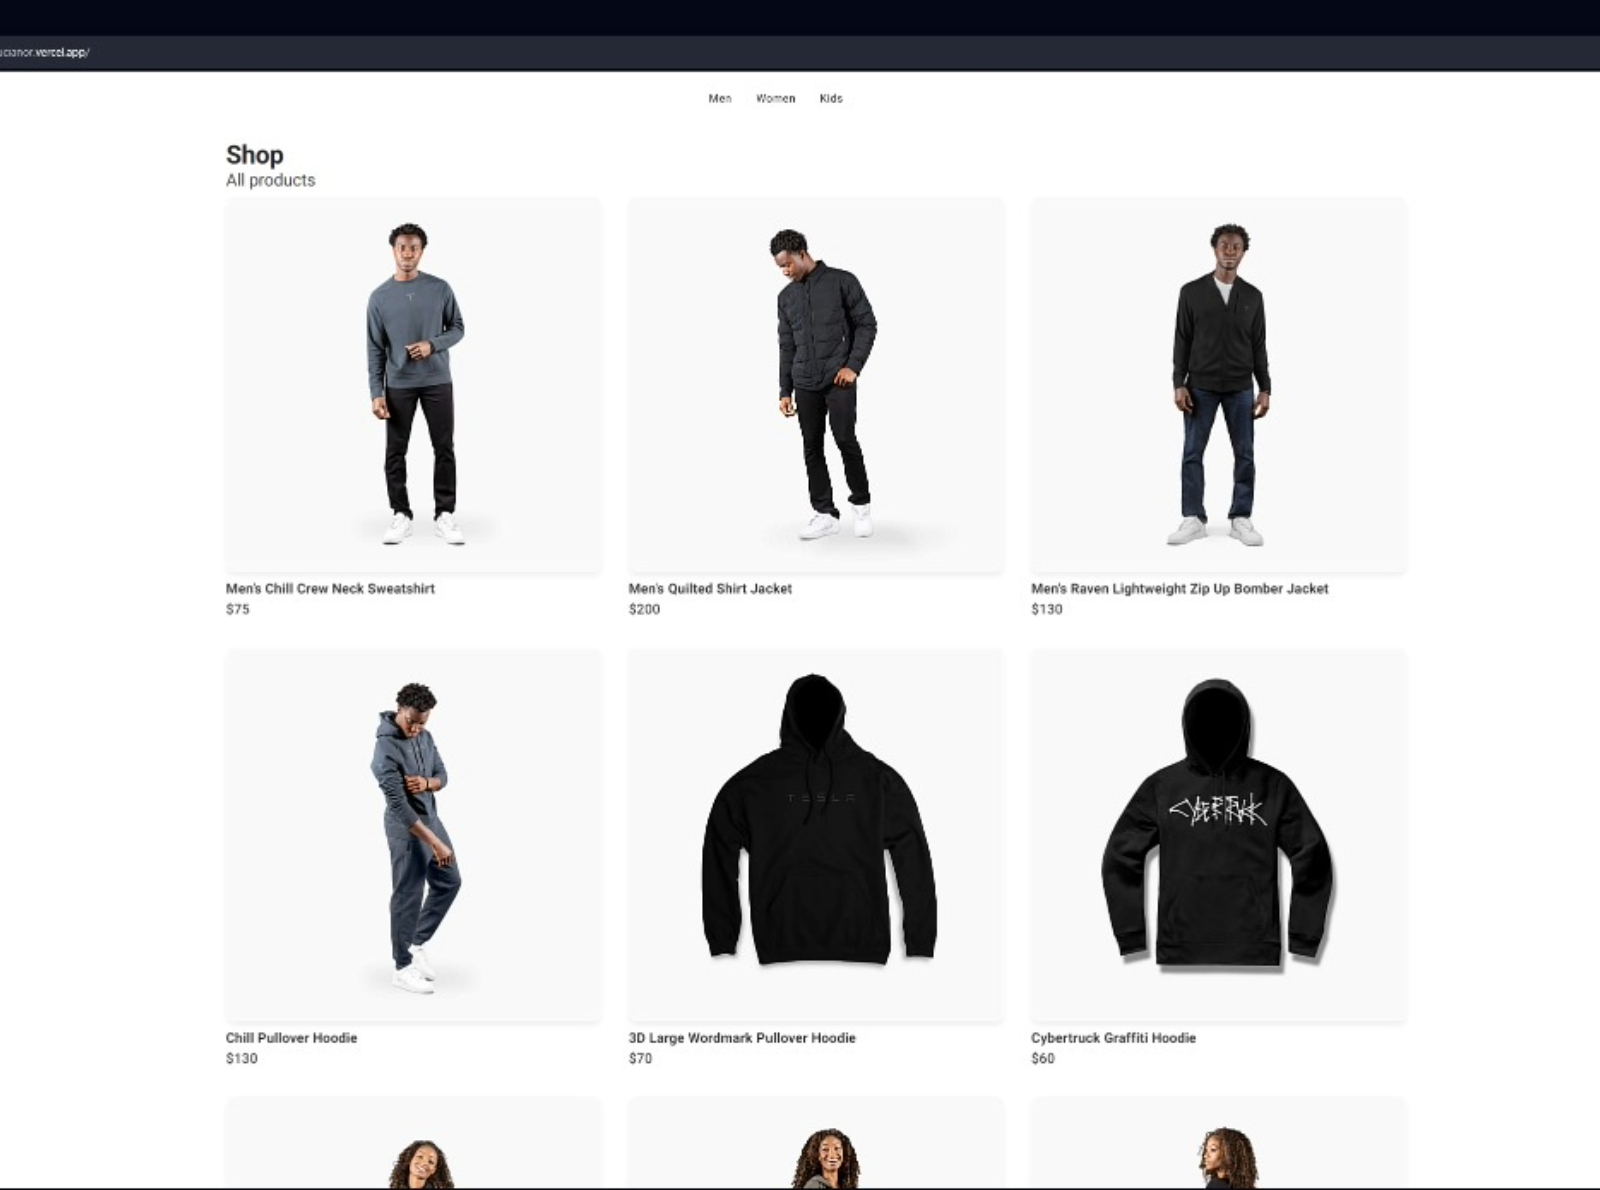 ucianor.vercel.app/
Men Women Kids
Shop
All products
Men's Chill Crew Neck Sweatshirt
$75
Men's Quilted Shirt Jacket
$200
Men's Raven Lightweight Zip Up Bomber Jacket
$130
TESLA
CYBERTRUCK
Chill Pullover Hoodie
$130
3D Large Wordmark Pullover Hoodie
$70
Cybertruck Graffiti Hoodie
$60